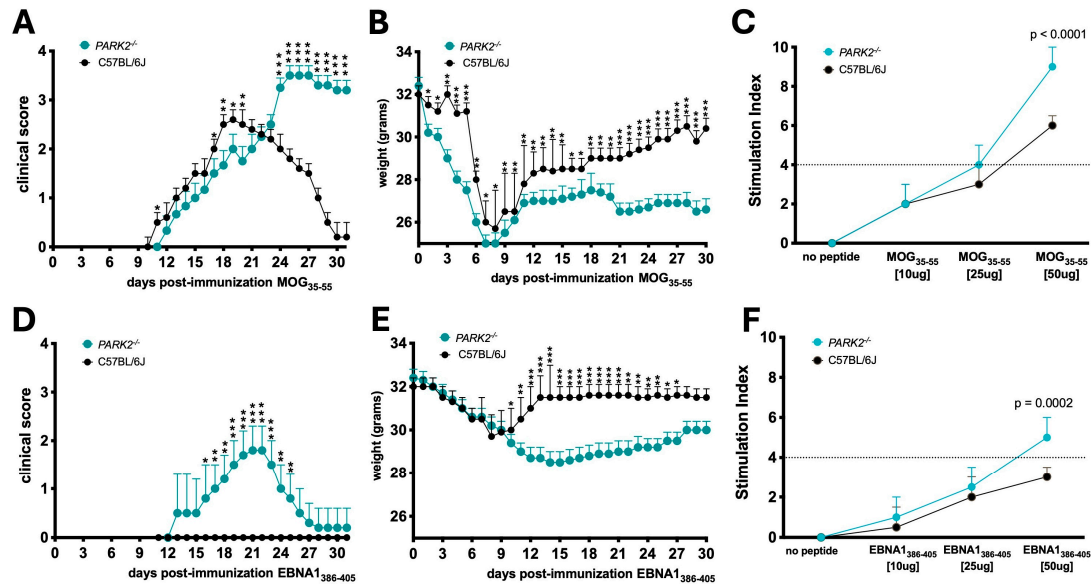 A
PARK2-/-
C57BL/6J
clinical score
4
3
2
1
0
0 3 6 9 12 15 18 21 24 27 30
days post-immunization MOG35-55
B
PARK2-/-
C57BL/6J
weight (grams)
34
32
30
28
26
0 3 6 9 12 15 18 21 24 27 30
days post-immunization MOG35-55
C
PARK2-/-
C57BL/6J
p < 0.0001
Stimulation Index
10
8
6
4
2
0
no peptide
MOG35-55 MOG35-55 MOG35-55
[10ug] [25ug] [50ug]
D
PARK2-/-
C57BL/6J
clinical score
4
3
2
1
0
0 3 6 9 12 15 18 21 24 27 30
days post-immunization EBNA1386-405
E
PARK2-/-
C57BL/6J
weight (grams)
34
32
30
28
26
0 3 6 9 12 15 18 21 24 27 30
days post-immunization EBNA1386-405
F
PARK2-/-
C57BL/6J
p = 0.0002
Stimulation Index
10
8
6
4
2
0
no peptide
EBNA1386-405 EBNA1386-405 EBNA1386-405
[10ug] [25ug] [50ug]